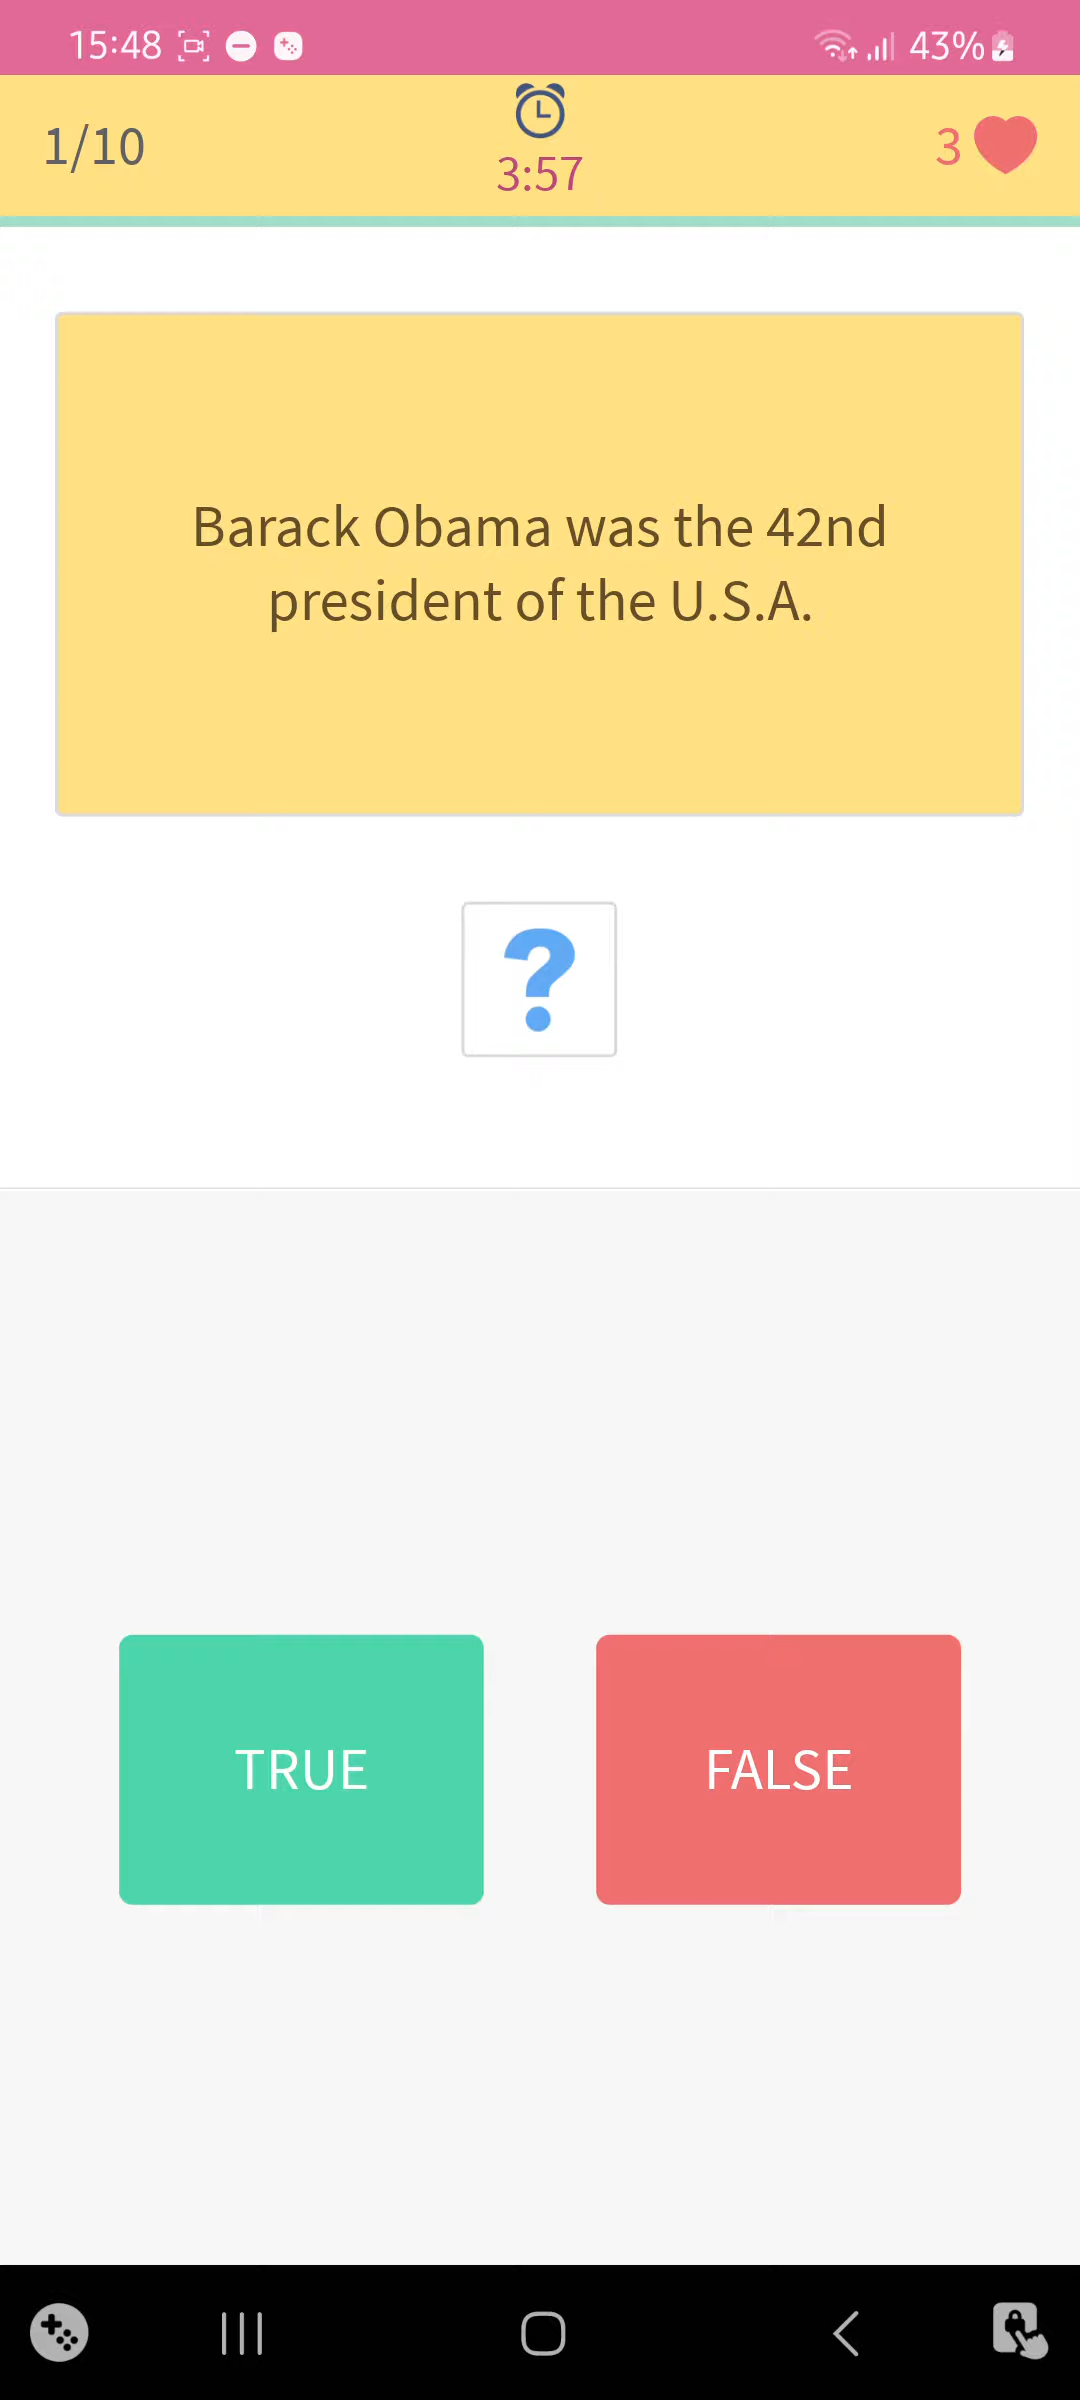 15:48 43%
1/10
3:57
3
Barack Obama was the 42nd
president of the U.S.A.
?
TRUE FALSE